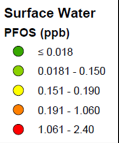 Surface Water
PFOS (ppb)
≤ 0.018
0.0181 - 0.150
0.151 - 0.190
0.191 - 1.060
1.061 - 2.40